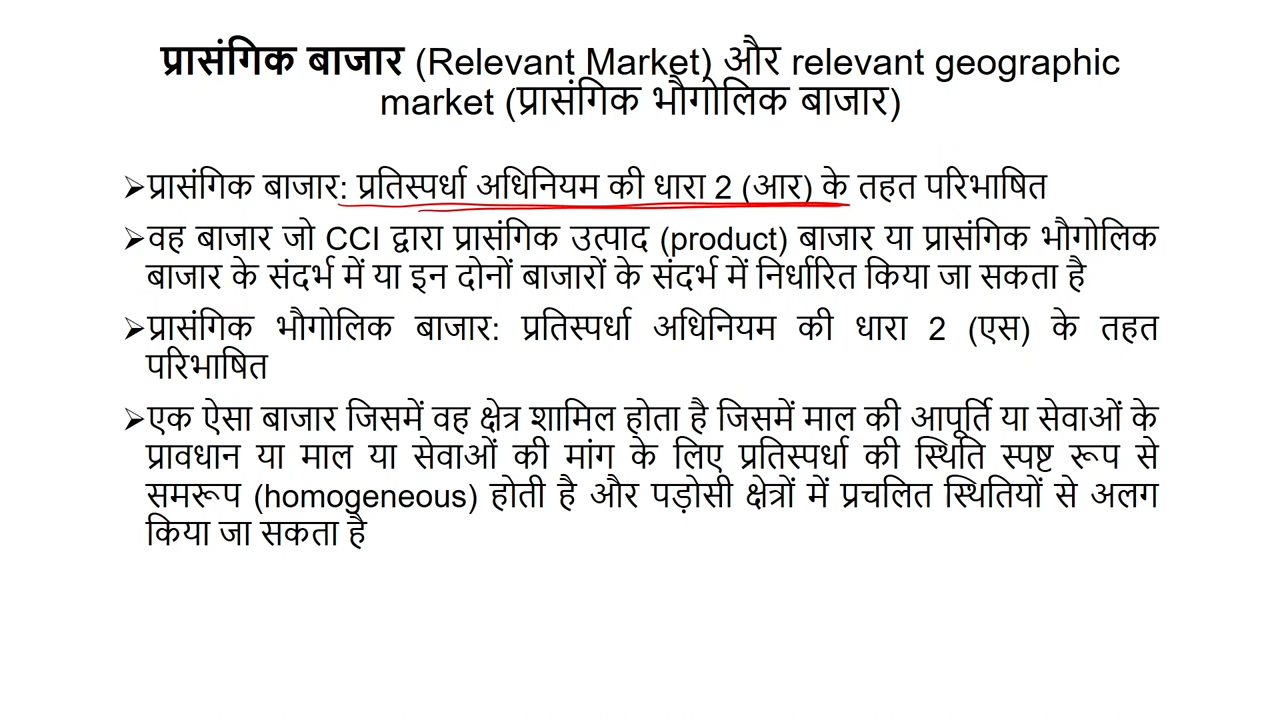 प्रासंगिक बाजार (Relevant Market) और relevant geographic
market (प्रासंगिक भौगोलिक बाजार)
➢प्रासंगिक बाजार: प्रतिस्पर्धा अधिनियम की धारा 2 (आर) के तहत परिभाषित
➢वह बाजार जो CCI द्वारा प्रासंगिक उत्पाद (product) बाजार या प्रासंगिक भौगोलिक
बाजार के संदर्भ में या इन दोनों बाजारों के संदर्भ में निर्धारित किया जा सकता है
➢प्रासंगिक भौगोलिक बाजार: प्रतिस्पर्धा अधिनियम की धारा 2 (एस) के तहत
परिभाषित
➢एक ऐसा बाजार जिसमें वह क्षेत्र शामिल होता है जिसमें माल की आपूर्ति या सेवाओं के
प्रावधान या माल या सेवाओं की मांग के लिए प्रतिस्पर्धा की स्थिति स्पष्ट रूप से
समरूप (homogeneous) होती है और पड़ोसी क्षेत्रों में प्रचलित स्थितियों से अलग
किया जा सकता है